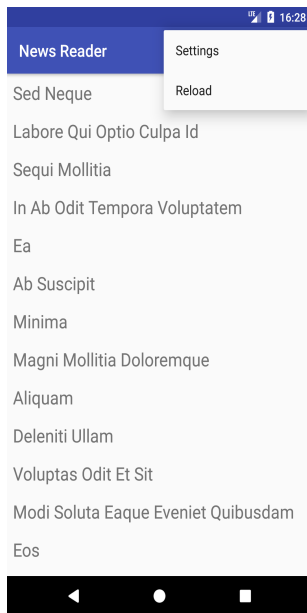 LTE 16:28
News Reader
Settings
Reload
Sed Neque
Labore Qui Optio Culpa Id
Sequi Mollitia
In Ab Odit Tempora Voluptatem
Ea
Ab Suscipit
Minima
Magni Mollitia Doloremque
Aliquam
Deleniti Ullam
Voluptas Odit Et Sit
Modi Soluta Eaque Eveniet Quibusdam
Eos